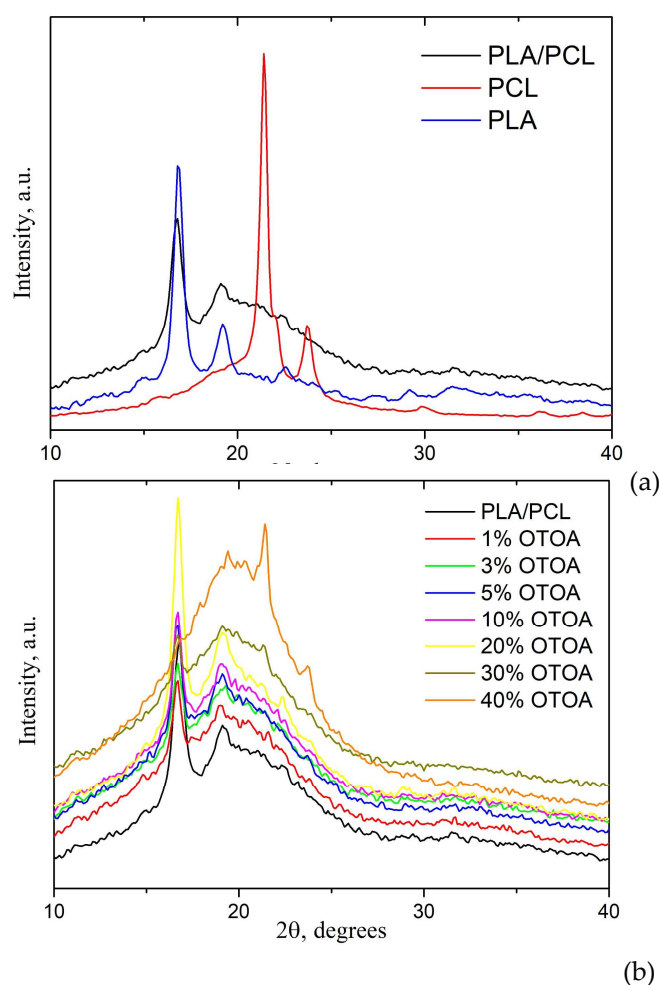 PLA/PCL
PCL
PLA
Intensity, a.u.
10 20 30 40
(a)
PLA/PCL
1% OTOA
3% OTOA
5% OTOA
10% OTOA
20% OTOA
30% OTOA
40% OTOA
Intensity, a.u.
10 20 30 40
2θ, degrees
(b)